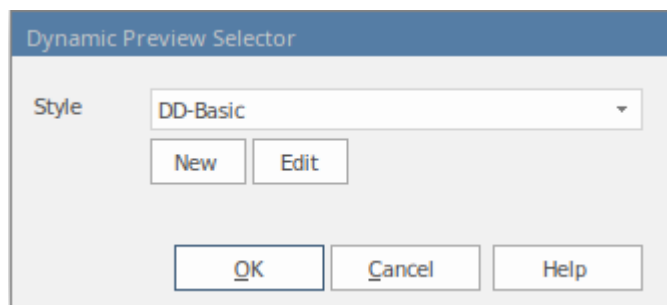 Dynamic Preview Selector
Style DD-Basic
New Edit
OK Cancel Help